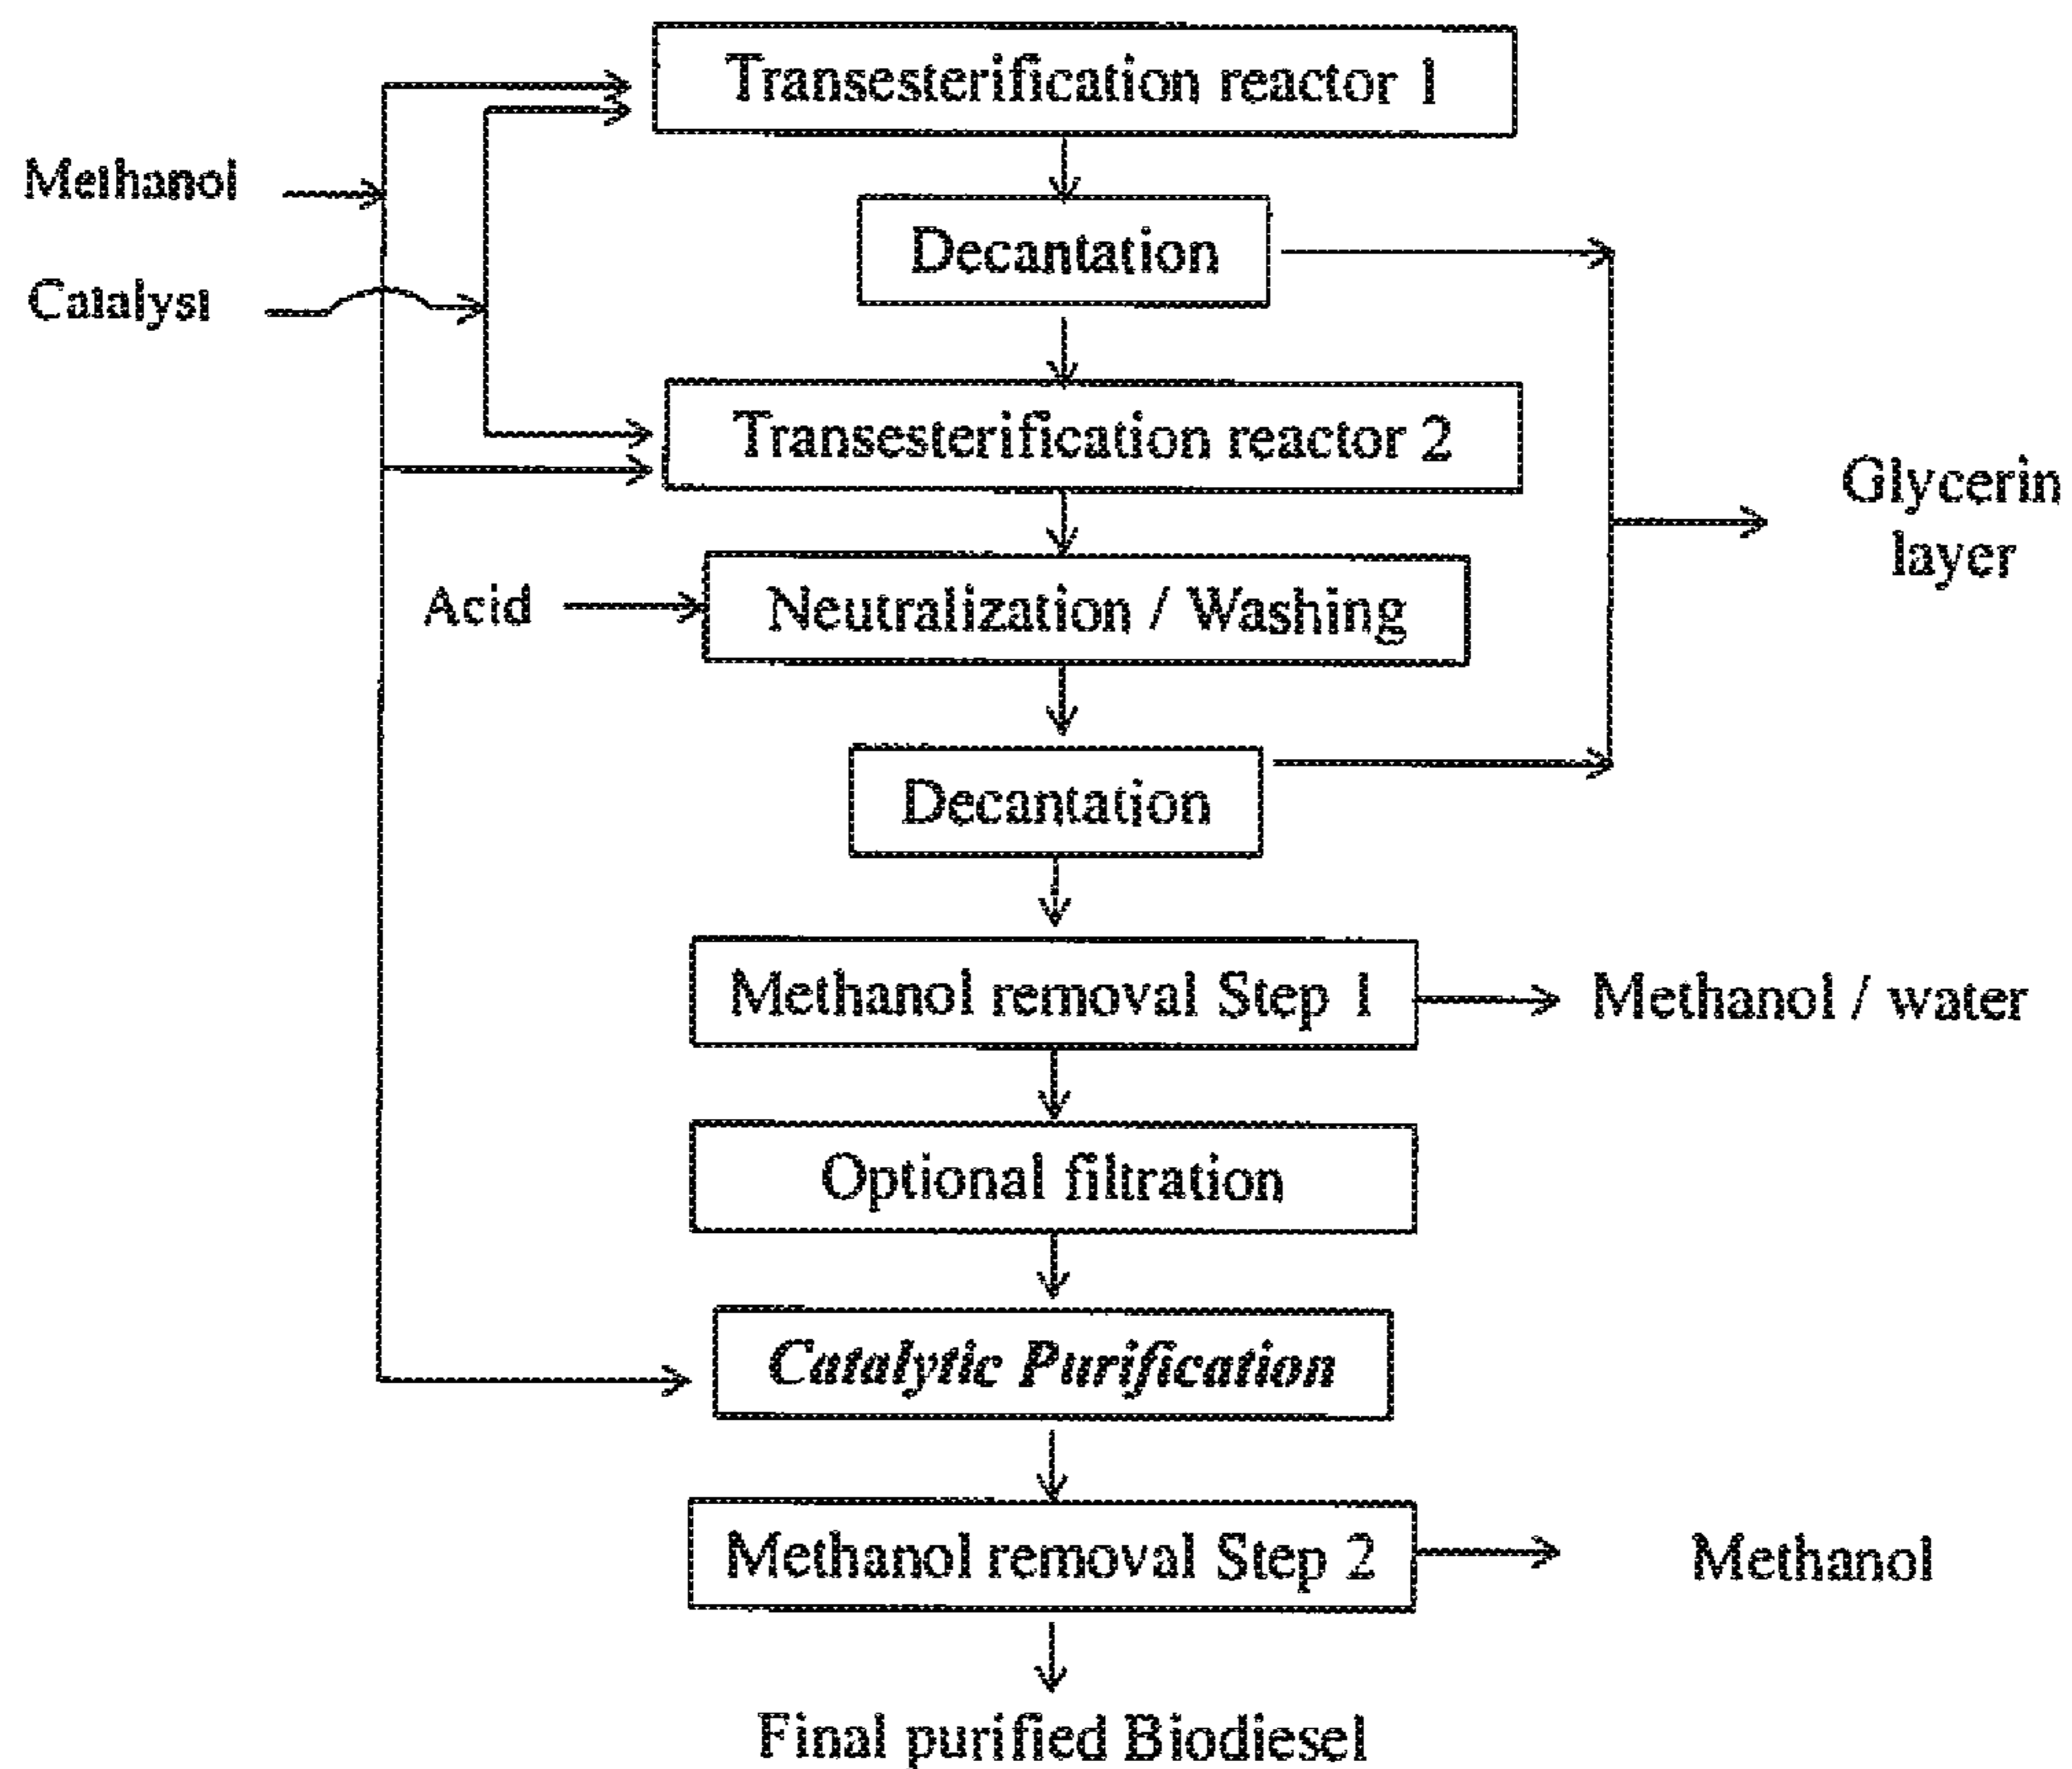 Transesterification reactor 1
Methanol
Decantation
Catalyst
Transesterification reactor 2
Glycerin
layer
Acid
Neutralization / Washing
Decantation
Methanol removal Step 1
Methanol / water
Optional filtration
Catalytic Purification
Methanol removal Step 2
Methanol
Final purified Biodiesel